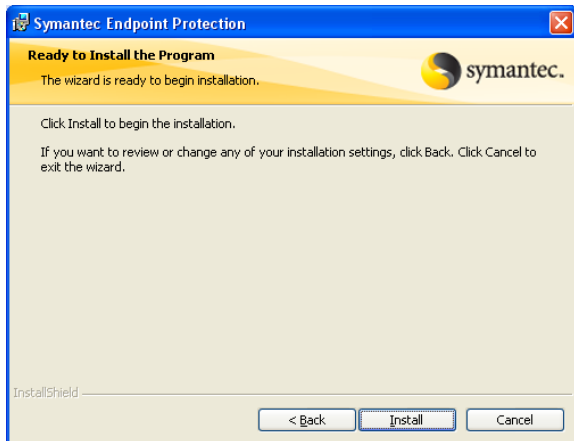 Symantec Endpoint Protection
Ready to Install the Program
The wizard is ready to begin installation.
symantec.
Click Install to begin the installation.
If you want to review or change any of your installation settings, click Back. Click Cancel to
exit the wizard.
InstallShield
< Back
Install
Cancel